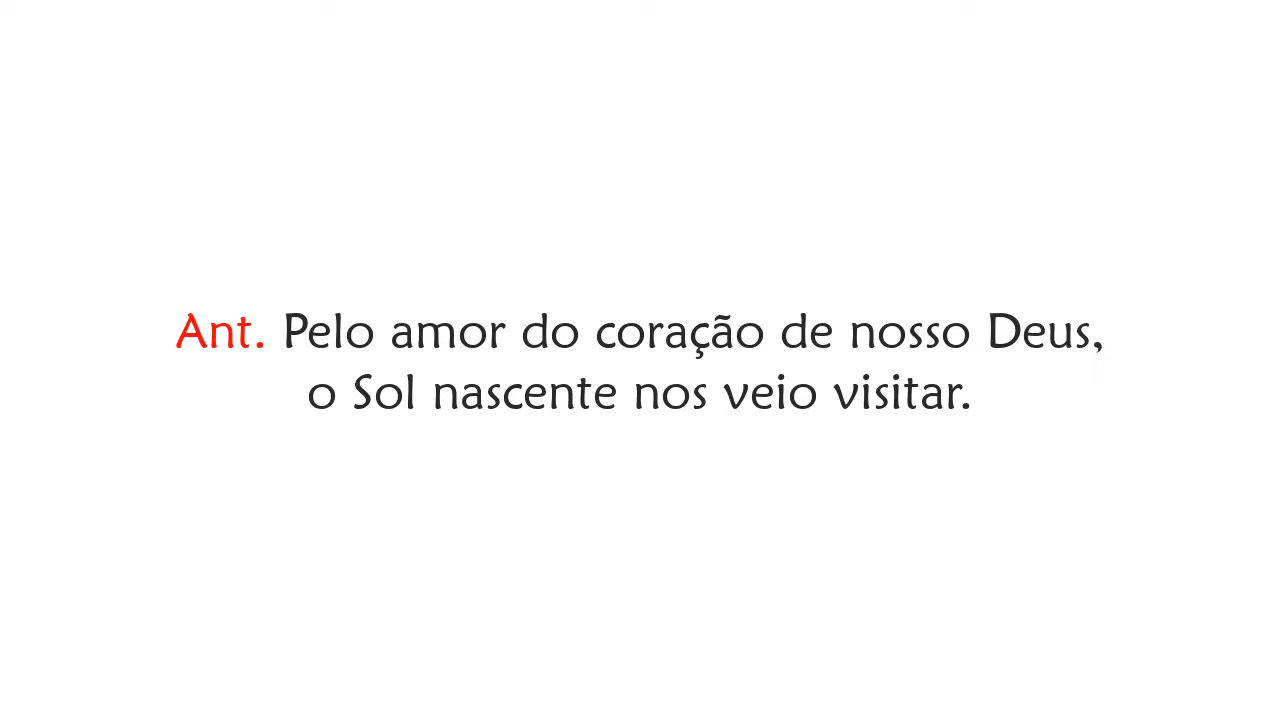 Ant. Pelo amor do coração de nosso Deus,
o Sol nascente nos veio visitar.